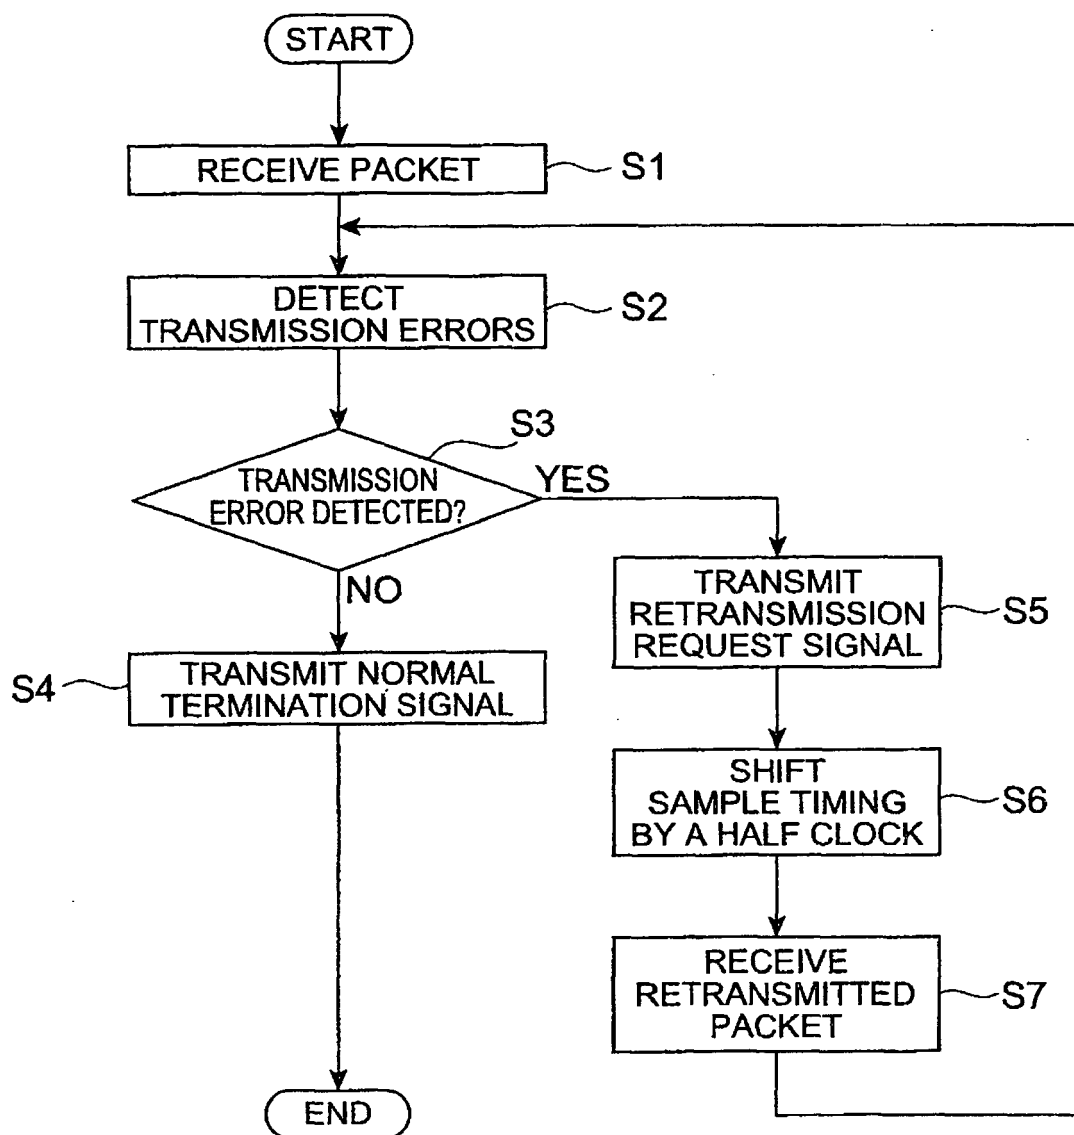 START
RECEIVE PACKET
S1
DETECT
TRANSMISSION ERRORS
S2
S3
TRANSMISSION
ERROR DETECTED?
YES
NO
TRANSMIT NORMAL
TERMINATION SIGNAL
S4
TRANSMIT
RETRANSMISSION
REQUEST SIGNAL
S5
SHIFT
SAMPLE TIMING
BY A HALF CLOCK
S6
RECEIVE
RETRANSMITTED
PACKET
S7
END